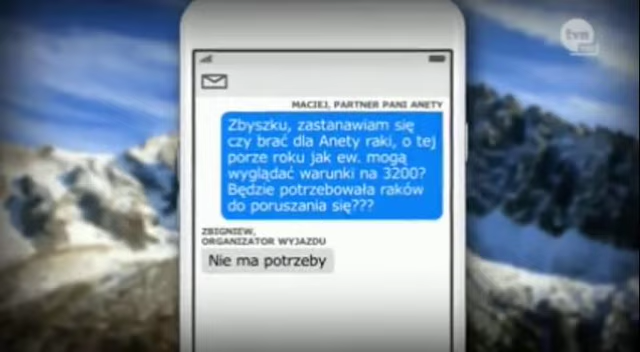 tvn
MACIEJ, PARTNER PANI ANETY
Zbyszku, zastanawiam się
czy brać dla Anety raki, o tej
porze roku jak ew. mogą
wyglądać warunki na 3200?
Będzie potrzebowała raków
do poruszania się???
ZBIGNIEW,
ORGANIZATOR WYJAZDU
Nie ma potrzeby